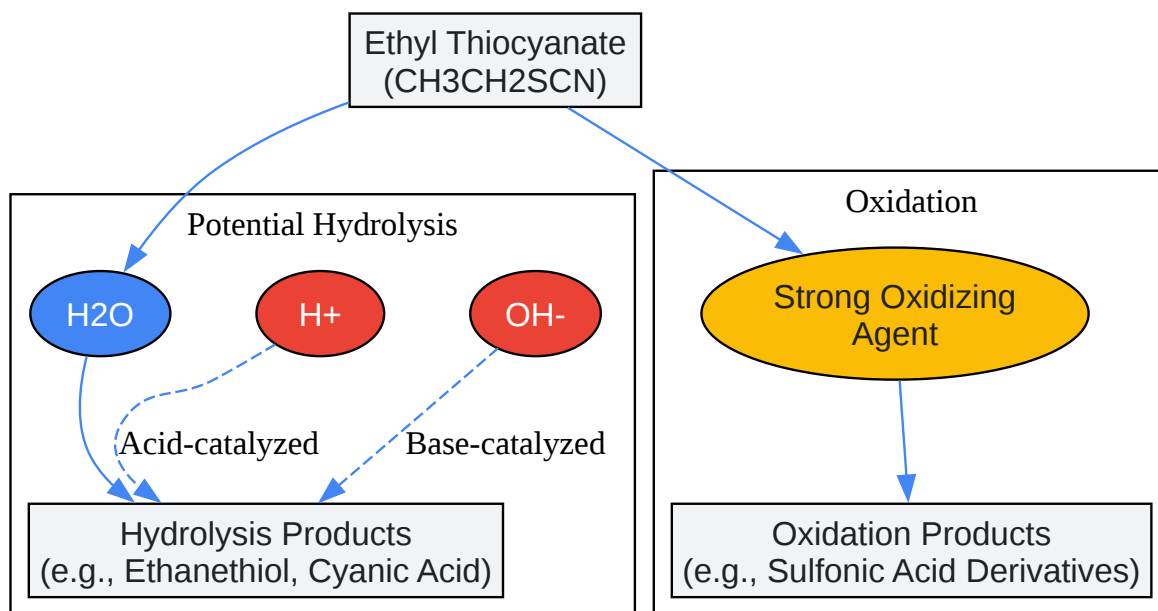 Ethyl Thiocyanate
(CH3CH2SCN)
Potential Hydrolysis
Oxidation
H2O
H+
OH-
Strong Oxidizing
Agent
Acid-catalyzed
Base-catalyzed
Hydrolysis Products
(e.g., Ethanethiol, Cyanic Acid)
Oxidation Products
(e.g., Sulfonic Acid Derivatives)